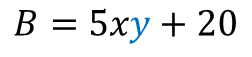 B = 5xy + 20